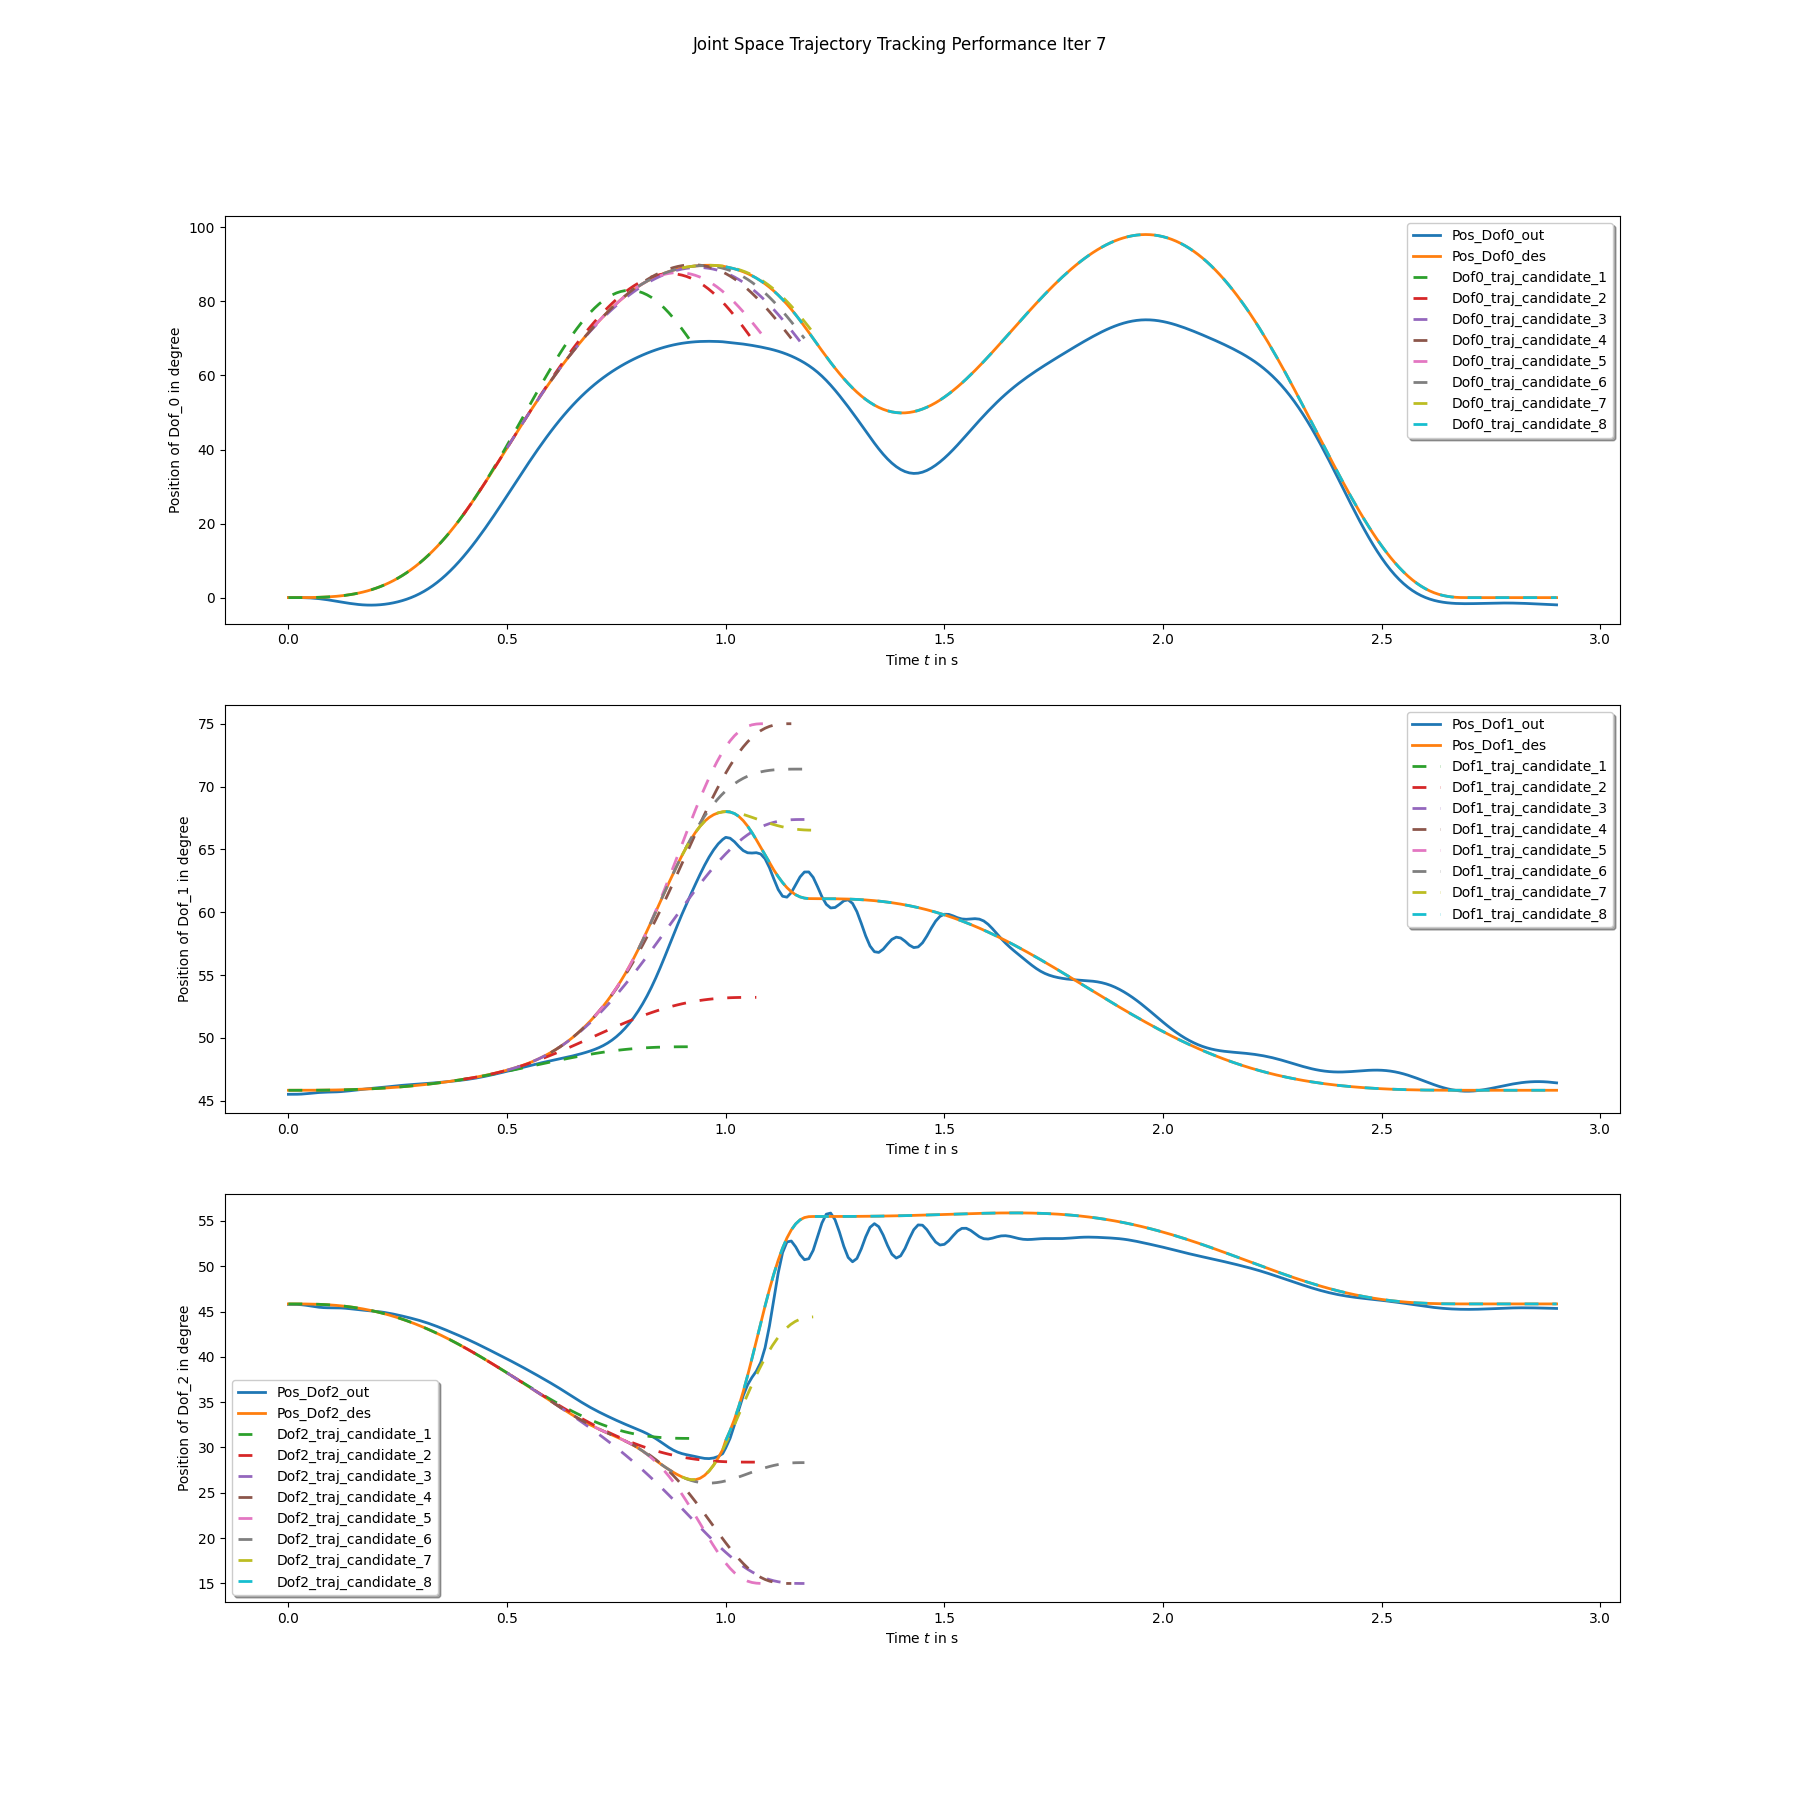 Joint Space Trajectory Tracking Performance Iter 7
100
80
60
40
20
0
Position of Dof_0 in degree
0.0 0.5 1.0 1.5 2.0 2.5 3.0
Time t in s
Pos_Dof0_out
Pos_Dof0_des
Dof0_traj_candidate_1
Dof0_traj_candidate_2
Dof0_traj_candidate_3
Dof0_traj_candidate_4
Dof0_traj_candidate_5
Dof0_traj_candidate_6
Dof0_traj_candidate_7
Dof0_traj_candidate_8
75
70
65
60
55
50
45
Position of Dof_1 in degree
0.0 0.5 1.0 1.5 2.0 2.5 3.0
Time t in s
Pos_Dof1_out
Pos_Dof1_des
Dof1_traj_candidate_1
Dof1_traj_candidate_2
Dof1_traj_candidate_3
Dof1_traj_candidate_4
Dof1_traj_candidate_5
Dof1_traj_candidate_6
Dof1_traj_candidate_7
Dof1_traj_candidate_8
55
50
45
40
35
30
25
20
15
Position of Dof_2 in degree
0.0 0.5 1.0 1.5 2.0 2.5 3.0
Time t in s
Pos_Dof2_out
Pos_Dof2_des
Dof2_traj_candidate_1
Dof2_traj_candidate_2
Dof2_traj_candidate_3
Dof2_traj_candidate_4
Dof2_traj_candidate_5
Dof2_traj_candidate_6
Dof2_traj_candidate_7
Dof2_traj_candidate_8